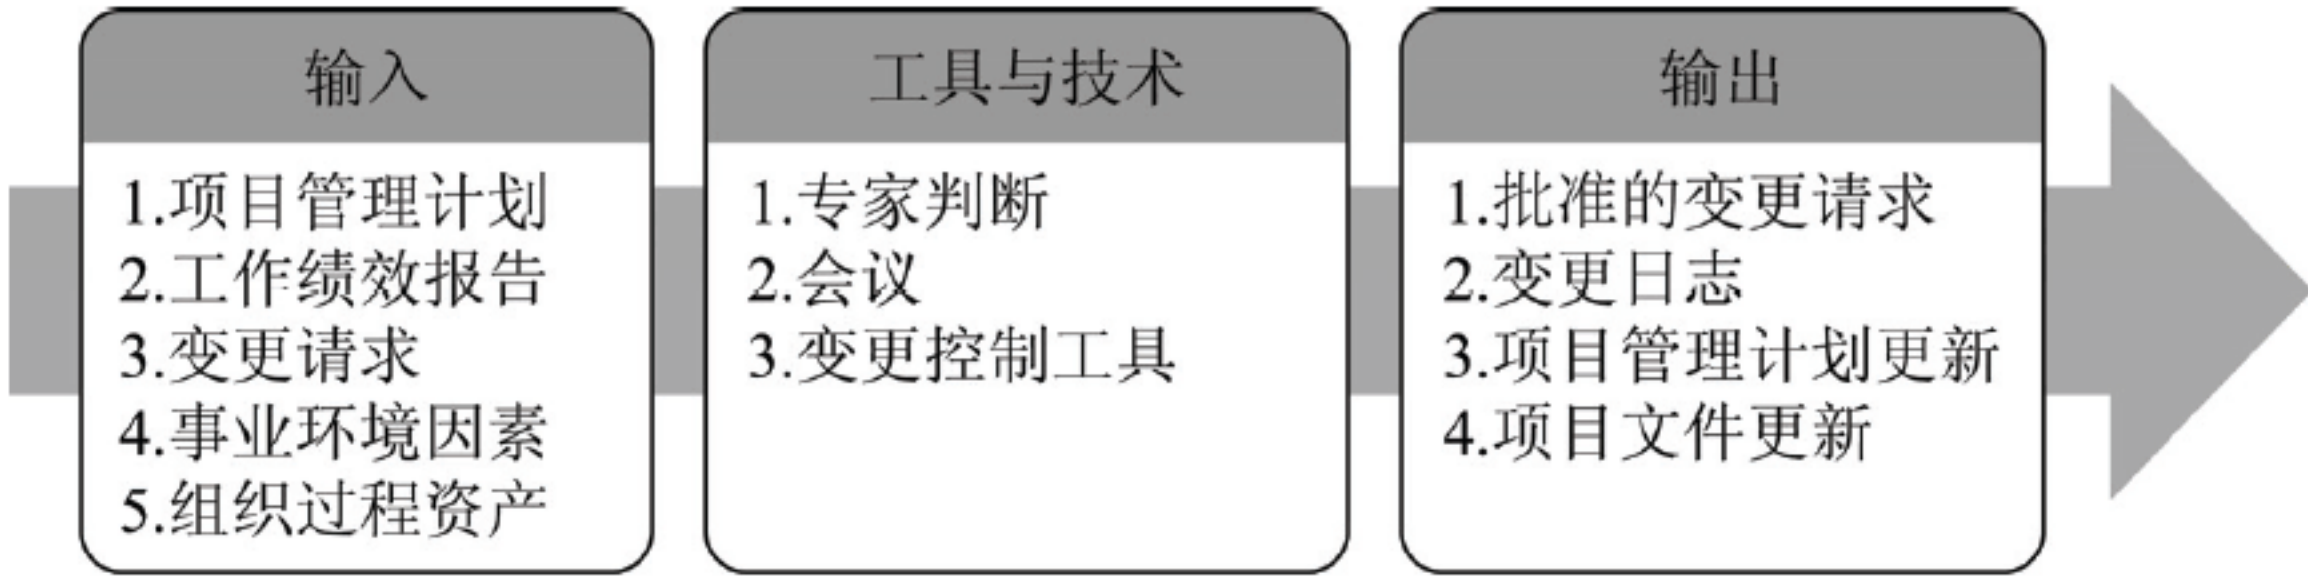 输入
1.项目管理计划
2.工作绩效报告
3.变更请求
4.事业环境因素
5.组织过程资产
工具与技术
1.专家判断
2.会议
3.变更控制工具
输出
1.批准的变更请求
2.变更日志
3.项目管理计划更新
4.项目文件更新